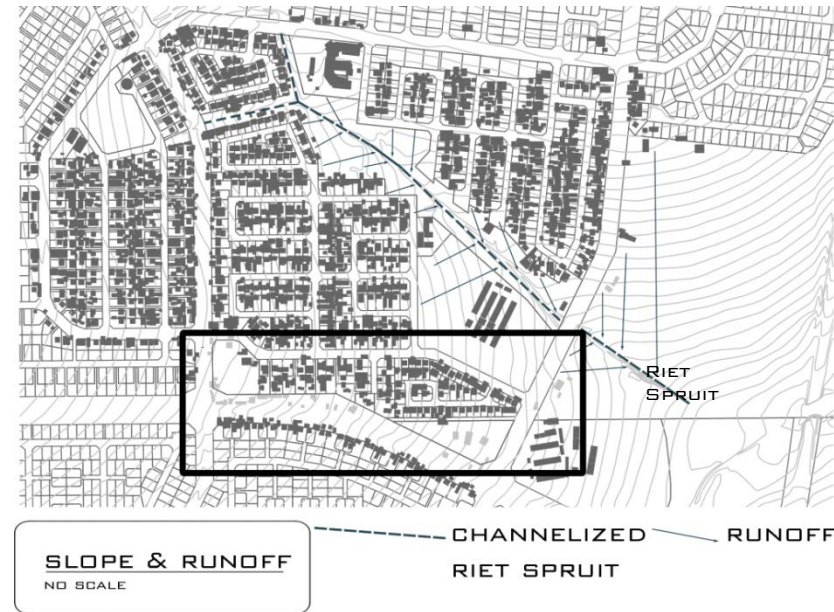 RIET
SPRUIT
SLOPE & RUNOFF
NO SCALE
CHANNELIZED
RIET SPRUIT
RUNOFF